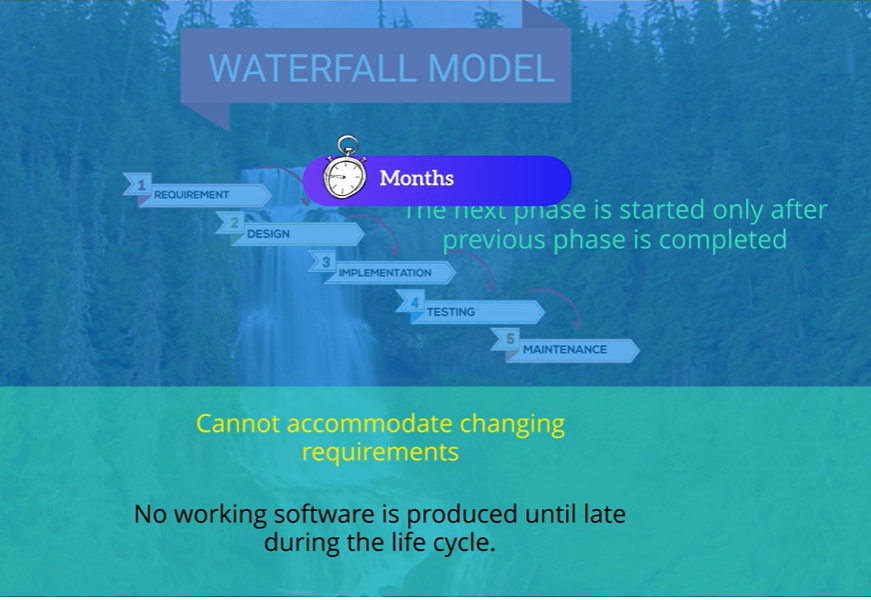 WATERFALL MODEL
Months
1 REQUIREMENT
The next phase is started only after
2 DESIGN
previous phase is completed
3 IMPLEMENTATION
4 TESTING
5 MAINTENANCE
Cannot accommodate changing
requirements
No working software is produced until late
during the life cycle.